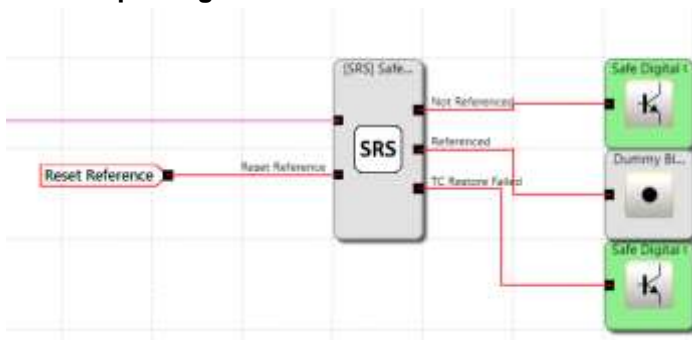 [SRS] Safe...
Safe Digital
Not Referenced
SRS
Referenced
Dummy Bl...
Reset Reference
Reset Reference
TC Restore Failed
Safe Digital